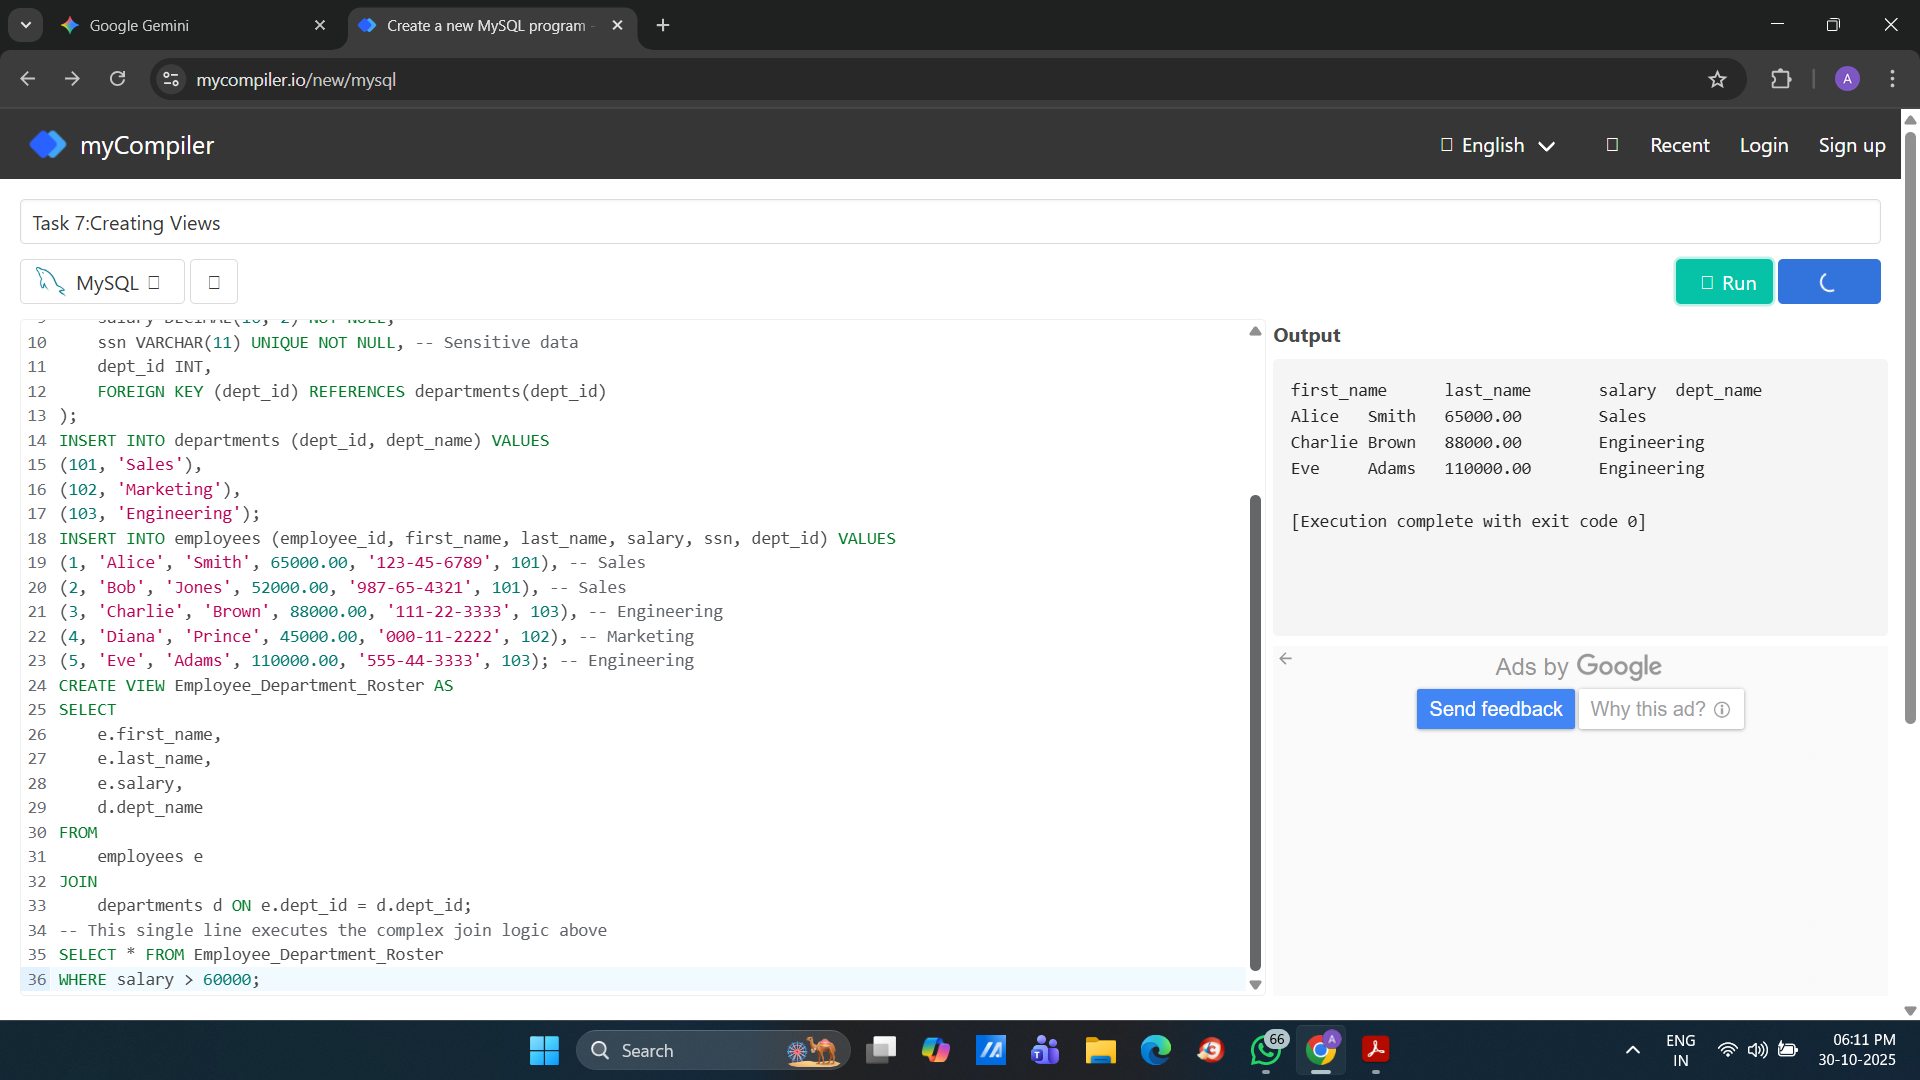 Google Gemini
Create a new MySQL program -
mycompiler.io/new/mysql
A
myCompiler
English
Recent
Login
Sign up
Task 7:Creating Views
MySQL
Run
10 ssn VARCHAR(11) UNIQUE NOT NULL, -- Sensitive data
11 dept_id INT,
12 FOREIGN KEY (dept_id) REFERENCES departments(dept_id)
13 );
14 INSERT INTO departments (dept_id, dept_name) VALUES
15 (101, 'Sales'),
16 (102, 'Marketing'),
17 (103, 'Engineering');
18 INSERT INTO employees (employee_id, first_name, last_name, salary, ssn, dept_id) VALUES
19 (1, 'Alice', 'Smith', 65000.00, '123-45-6789', 101), -- Sales
20 (2, 'Bob', 'Jones', 52000.00, '987-65-4321', 101), -- Sales
21 (3, 'Charlie', 'Brown', 88000.00, '111-22-3333', 103), -- Engineering
22 (4, 'Diana', 'Prince', 45000.00, '000-11-2222', 102), -- Marketing
23 (5, 'Eve', 'Adams', 110000.00, '555-44-3333', 103); -- Engineering
24 CREATE VIEW Employee_Department_Roster AS
25 SELECT
26 e.first_name,
27 e.last_name,
28 e.salary,
29 d.dept_name
30 FROM
31 employees e
32 JOIN
33 departments d ON e.dept_id = d.dept_id;
34 -- This single line executes the complex join logic above
35 SELECT * FROM Employee_Department_Roster
36 WHERE salary > 60000;
Output
first_name last_name salary dept_name
Alice Smith 65000.00 Sales
Charlie Brown 88000.00 Engineering
Eve Adams 110000.00 Engineering
[Execution complete with exit code 0]
Ads by Google
Send feedback
Why this ad?
Search
66
A
ENG
IN
06:11 PM
30-10-2025